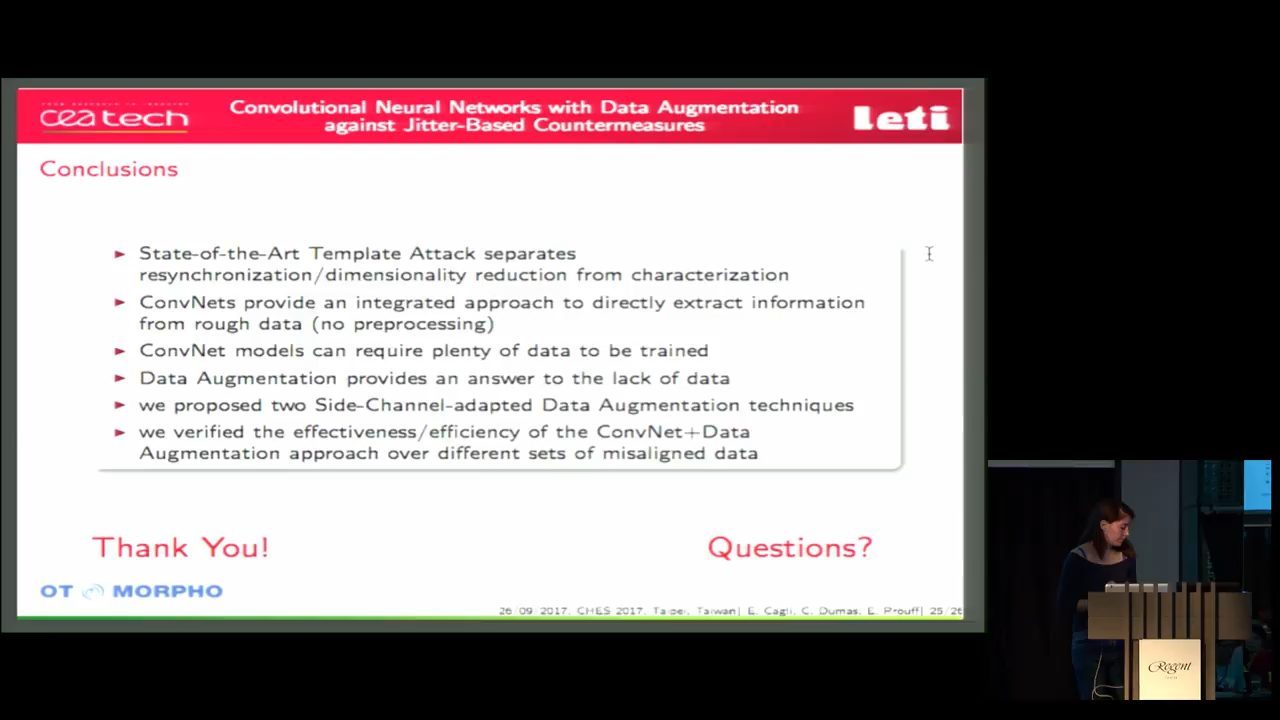 ceatech
Convolutional Neural Networks with Data Augmentation
against Jitter-Based Countermeasures
leti
Conclusions
► State-of-the-Art Template Attack separates
resynchronization/dimensionality reduction from characterization
► ConvNets provide an integrated approach to directly extract information
from rough data (no preprocessing)
► ConvNet models can require plenty of data to be trained
► Data Augmentation provides an answer to the lack of data
► we proposed two Side-Channel-adapted Data Augmentation techniques
► we verified the effectiveness/efficiency of the ConvNet+Data
Augmentation approach over different sets of misaligned data
Thank You!
Questions?
OT MORPHO
26/09/2017, CHES 2017, Taipei, Taiwan| E. Cagli, C. Dumas, E. Prouff| 25/26
Regent